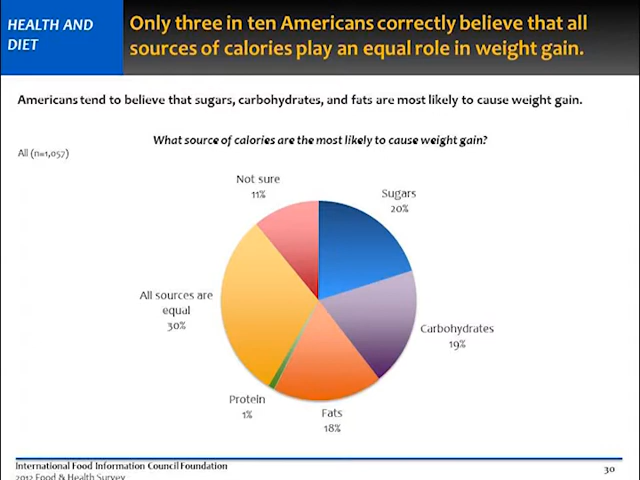 HEALTH AND
DIET
Only three in ten Americans correctly believe that all
sources of calories play an equal role in weight gain.
Americans tend to believe that sugars, carbohydrates, and fats are most likely to cause weight gain.
What source of calories are the most likely to cause weight gain?
All (n=1,057)
Not sure
11%
Sugars
20%
All sources are
equal
30%
Carbohydrates
19%
Protein
1%
Fats
18%
International Food Information Council Foundation
2012 Food & Health Survey
30